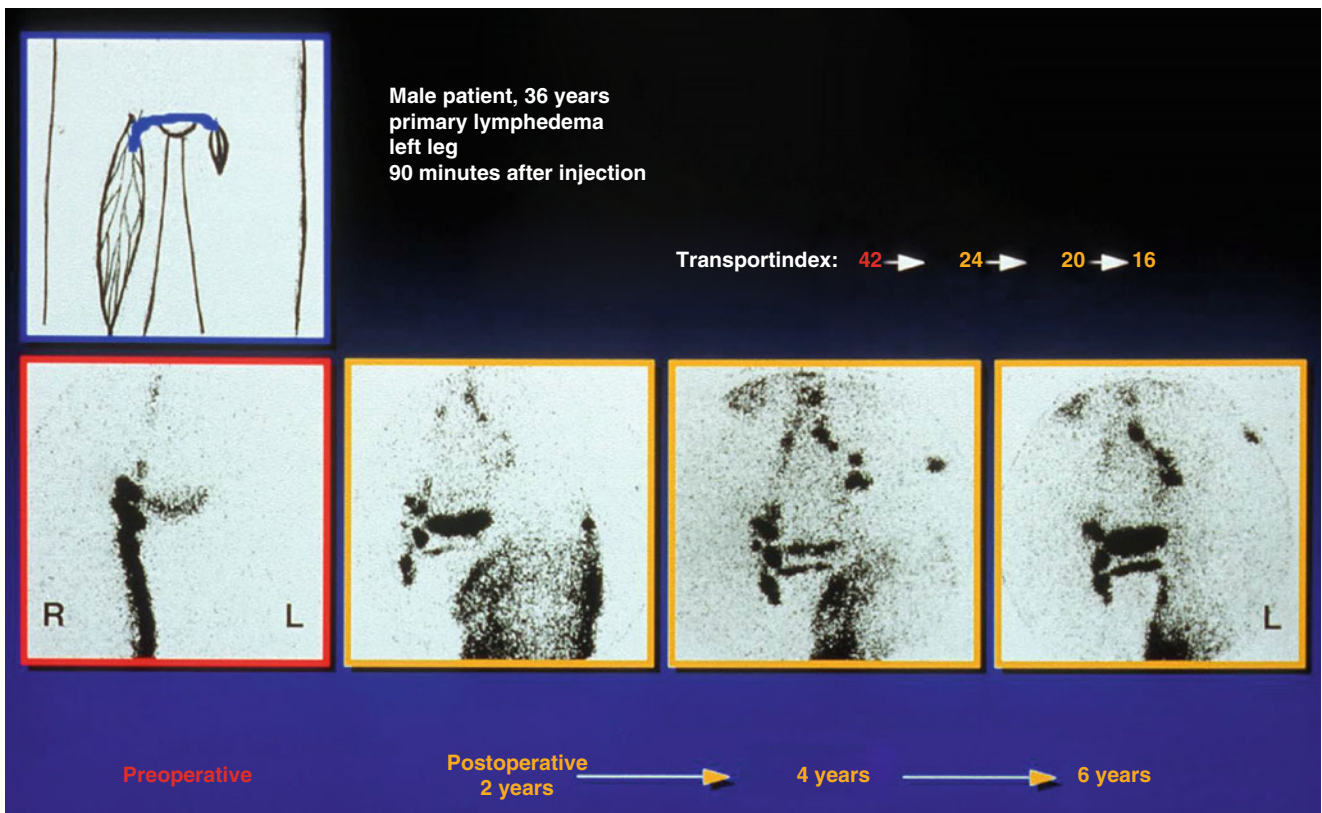 Male patient, 36 years
primary lymphedema
left leg
90 minutes after injection
Transportindex: 42 24 20 16
R L
L
Preoperative
Postoperative
2 years
4 years
6 years